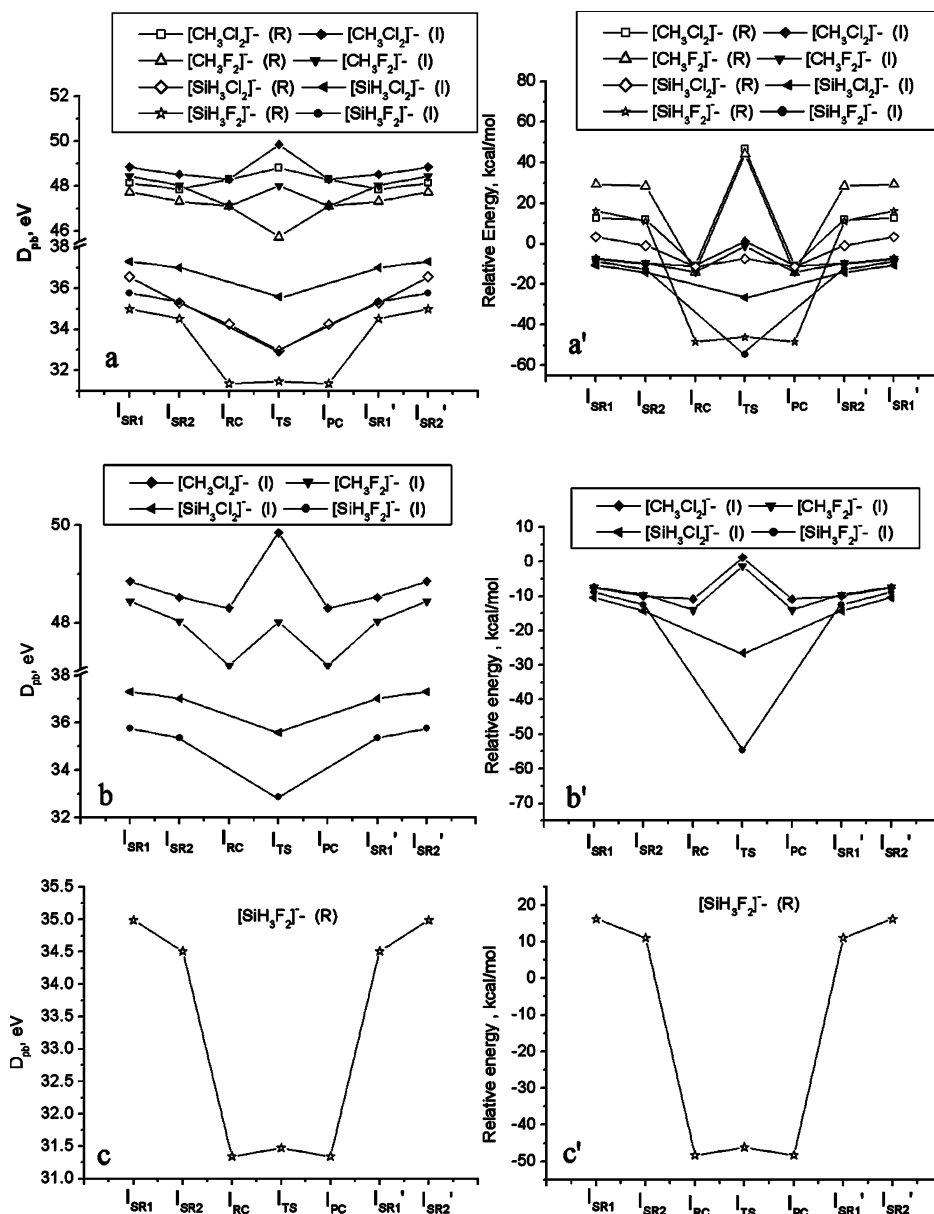 [CH3Cl2]- (R) [CH3Cl2]- (I)
[CH3F2]- (R) [CH3F2]- (I)
[SiH3Cl2]- (R) [SiH3Cl2]- (I)
[SiH3F2]- (R) [SiH3F2]- (I)
52
50
48
46
38
36
34
32
Dpb, eV
a
ISR1 ISR2 IRC ITS IPC ISR1' ISR2'
[CH3Cl2]- (R) [CH3Cl2]- (I)
[CH3F2]- (R) [CH3F2]- (I)
[SiH3Cl2]- (R) [SiH3Cl2]- (I)
[SiH3F2]- (R) [SiH3F2]- (I)
80
60
40
20
0
-20
-40
-60
Relative Energy, kcal/mol
a'
ISR1 ISR2 IRC ITS IPC ISR2' ISR1'
[CH3Cl2]- (I) [CH3F2]- (I)
[SiH3Cl2]- (I) [SiH3F2]- (I)
50
48
38
36
34
32
Dpb, eV
b
ISR1 ISR2 IRC ITS IPC ISR1' ISR2'
[CH3Cl2]- (I) [CH3F2]- (I)
[SiH3Cl2]- (I) [SiH3F2]- (I)
10
0
-10
-20
-30
-40
-50
-60
-70
Relative energy , kcal/mol
b'
ISR1 ISR2 IRC ITS IPC ISR1' ISR2'
[SiH3F2]- (R)
35.5
35.0
34.5
34.0
33.5
33.0
32.5
32.0
31.5
31.0
Dpb, eV
c
ISR1 ISR2 IRC ITS IPC ISR1' ISR2'
[SiH3F2]- (R)
20
10
0
-10
-20
-30
-40
-50
Relative energy , kcal/mol
c'
ISR1 ISR2 IRC ITS IPC ISR1' ISR2'